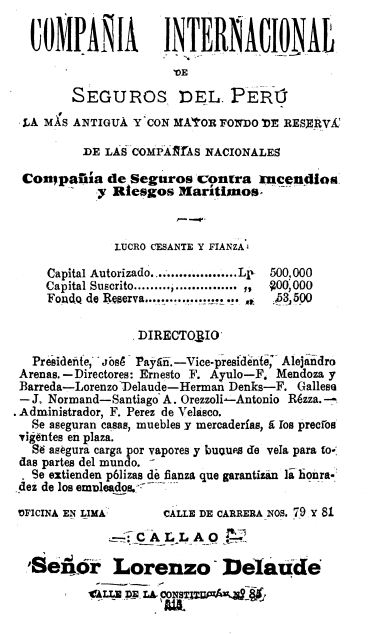 COMPAÑIA INTERNACIONAL
DE
SEGUROS DEL PERÚ
LA MÁS ANTIGUA Y CON MAYOR FONDO DE RESERVA
DE LAS COMPAÑIAS NACIONALES
Compañía de Seguros contra Incendios
y Riesgos Marítimos
LUCRO CESANTE Y FIANZA
Capital Autorizado.....................Lp 500,000
Capital Suscrito........................ „ 200,000
Fondo de Reserva...................... „ 53,500
DIRECTORIO
Presidente, José Payán.—Vice-presidente, Alejandro
Arenas.—Directores: Ernesto F. Ayulo—F. Mendoza y
Barreda—Lorenzo Delaude—Herman Denks—F. Gallese
—J. Normand—Santiago A. Orezzoli—Antonio Rézza.—
Administrador, F. Perez de Velasco.
Se aseguran casas, muebles y mercaderías, á los precios
vigentes en plaza.
Se asegura carga por vapores y buques de vela para to-
das partes del mundo.
Se extienden pólizas de fianza que garantizan la honra-
dez de los empleados.
OFICINA EN LIMA CALLE DE CARRERA NOS. 79 Y 81
CALLAO
Señor Lorenzo Delaude
CALLE DE LA CONSTITUCIÓN Nº